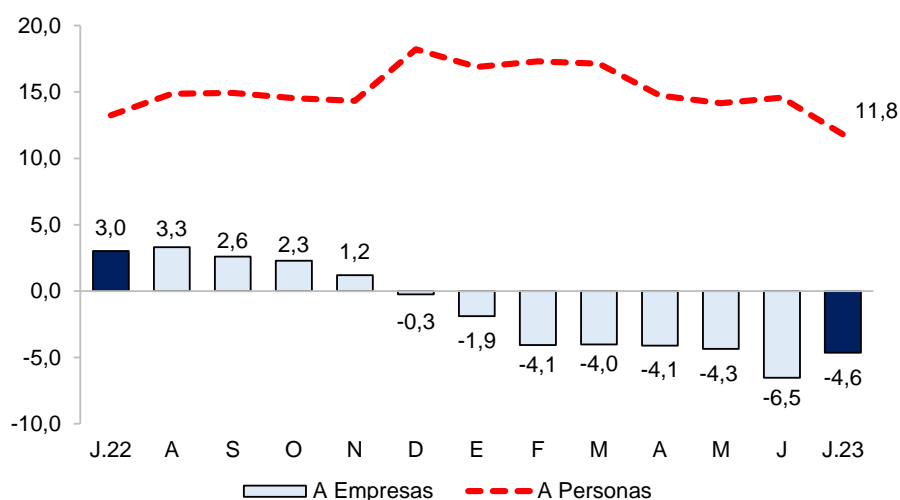 20,0
15,0
10,0
5,0
0,0
-5,0
-10,0
11,8
3,0 3,3 2,6 2,3 1,2
-0,3 -1,9 -4,1 -4,0 -4,1 -4,3 -6,5 -4,6
J.22 A S O N D E F M A M J J.23
A Empresas A Personas